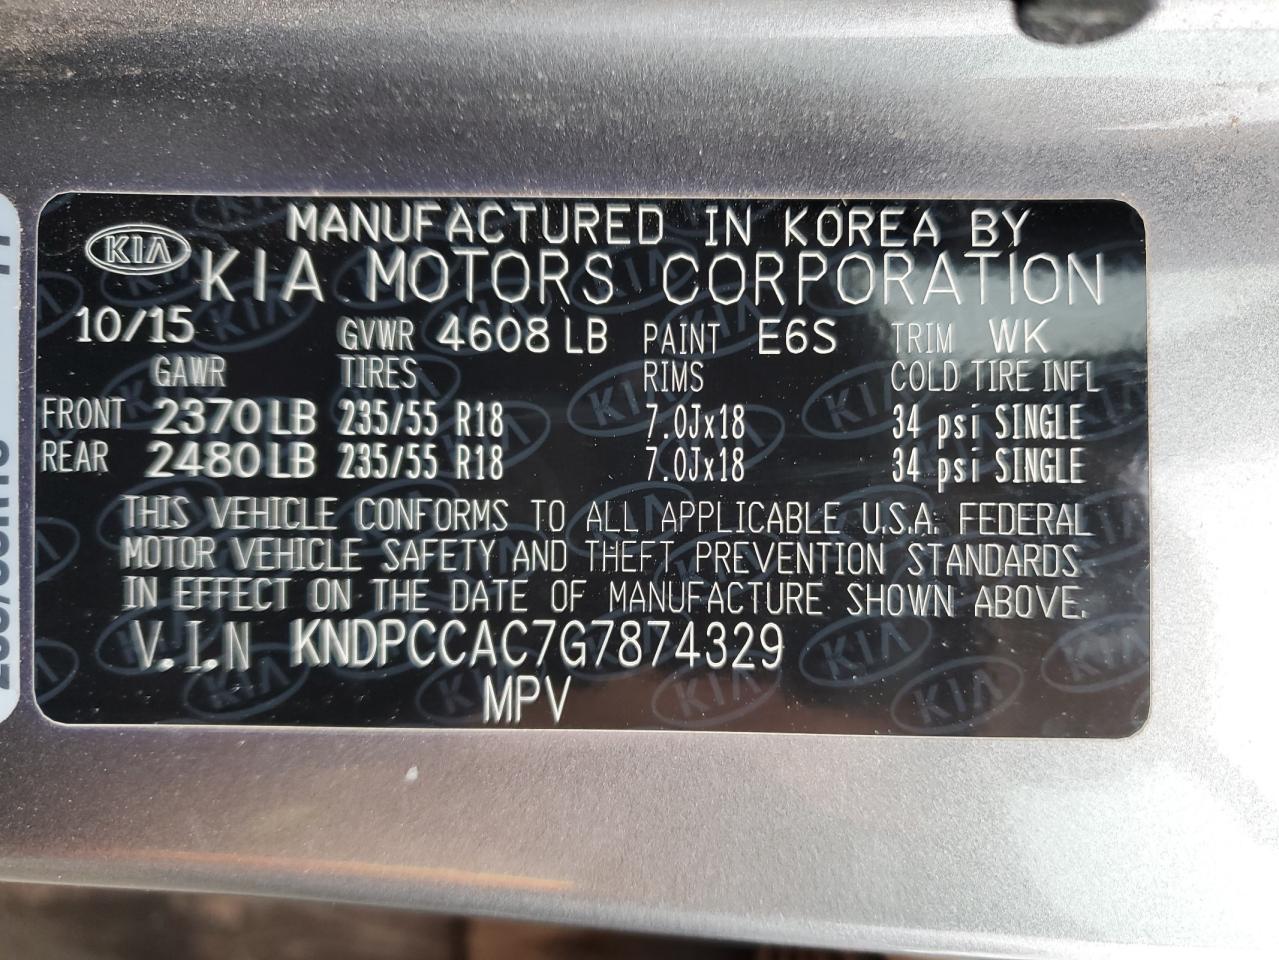 MANUFACTURED IN KOREA BY
KIA KIA MOTORS CORPORATION
10/15 GVWR 4608 LB PAINT E6S TRIM WK
GAWR TIRES RIMS COLD TIRE INFL
FRONT 2370 LB 235/55 R18 7.0Jx18 34 psi SINGLE
REAR 2480 LB 235/55 R18 7.0Jx18 34 psi SINGLE
THIS VEHICLE CONFORMS TO ALL APPLICABLE U.S.A. FEDERAL
MOTOR VEHICLE SAFETY AND THEFT PREVENTION STANDARDS
IN EFFECT ON THE DATE OF MANUFACTURE SHOWN ABOVE.
V.I.N KNDPCCAC7G7874329
MPV